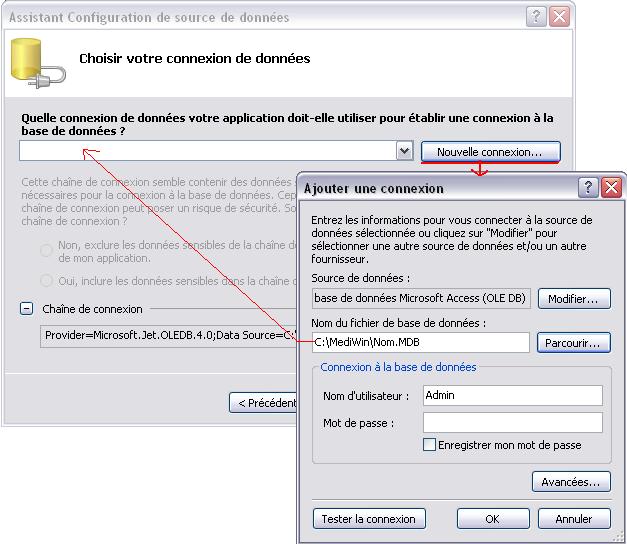 Assistant Configuration de source de données
Choisir votre connexion de données
Quelle connexion de données votre application doit-elle utiliser pour établir une connexion à la
base de données ?
Nouvelle connexion...
Cette chaîne de connexion semble contenir des données
nécessaires pour la connexion à la base de données. Cep
chaîne de connexion peut poser un risque de sécurité. So
chaîne de connexion ?
Non, exclure les données sensibles de la chaîne de
de mon application.
Oui, inclure les données sensibles dans la chaîne
Chaîne de connexion
Provider=Microsoft.Jet.OLEDB.4.0;Data Source=C:\
< Précédent
Ajouter une connexion
Entrez les informations pour vous connecter à la source de
données sélectionnée ou cliquez sur "Modifier" pour
sélectionner une autre source de données et/ou un autre
fournisseur.
Source de données :
base de données Microsoft Access (OLE DB)
Modifier...
Nom du fichier de base de données :
C:\MediWin\Nom.MDB
Parcourir...
Connexion à la base de données
Nom d'utilisateur :
Admin
Mot de passe :
Enregistrer mon mot de passe
Avancées...
Tester la connexion
OK
Annuler